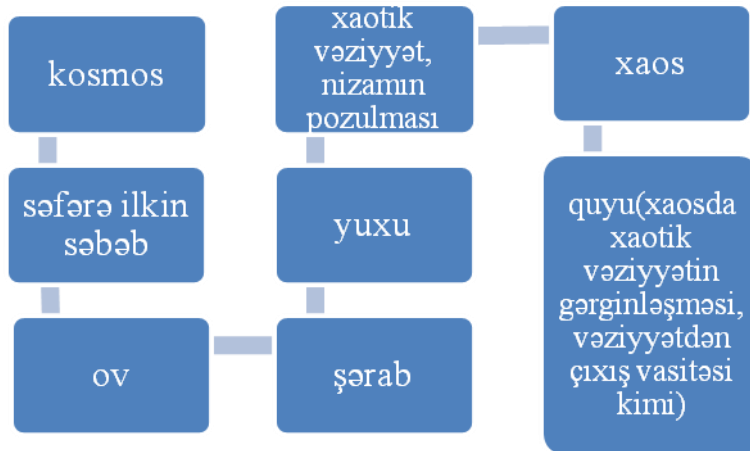 kosmos
səfərə ilkin
səbəb
ov
şərab
yuxu
xaotik
vəziyyət,
nizamın
pozulması
xaos
quyu(xaosda
xaotik
vəziyyətin
gərginləşməsi,
vəziyyətdən
çıxış vasitəsi
kimi)